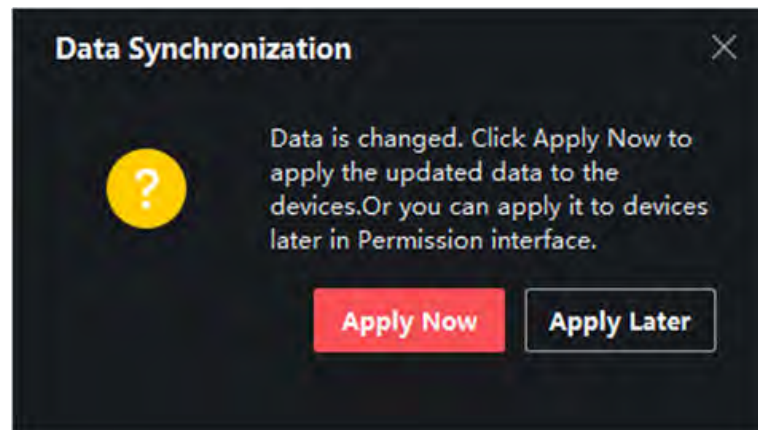 Data Synchronization
?
Data is changed. Click Apply Now to
apply the updated data to the
devices.Or you can apply it to devices
later in Permission interface.
Apply Now
Apply Later